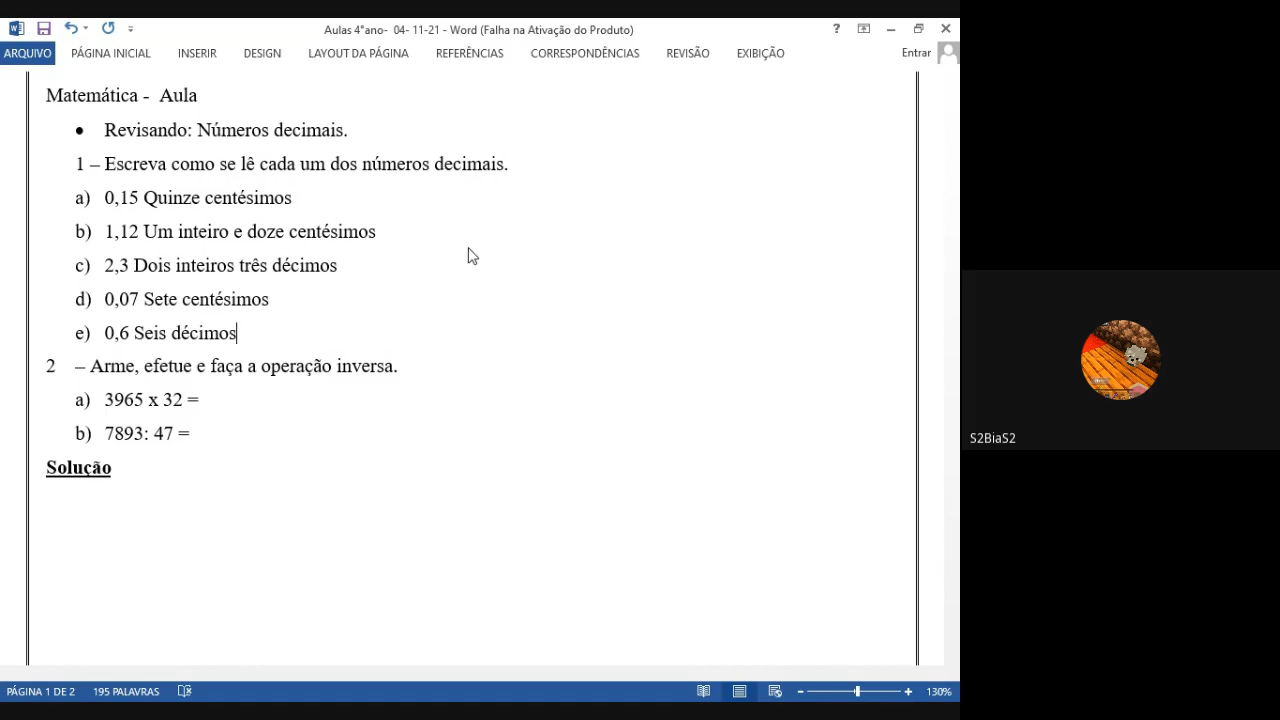 Aulas 4°ano- 04- 11-21 - Word (Falha na Ativação do Produto)
ARQUIVO PÁGINA INICIAL INSERIR DESIGN LAYOUT DA PÁGINA REFERÊNCIAS CORRESPONDÊNCIAS REVISÃO EXIBIÇÃO Entrar
Matemática - Aula
• Revisando: Números decimais.
1 – Escreva como se lê cada um dos números decimais.
a) 0,15 Quinze centésimos
b) 1,12 Um inteiro e doze centésimos
c) 2,3 Dois inteiros três décimos
d) 0,07 Sete centésimos
e) 0,6 Seis décimos
2 – Arme, efetue e faça a operação inversa.
a) 3965 x 32 =
b) 7893: 47 =
Solução
S2BiaS2
PÁGINA 1 DE 2 195 PALAVRAS 130%